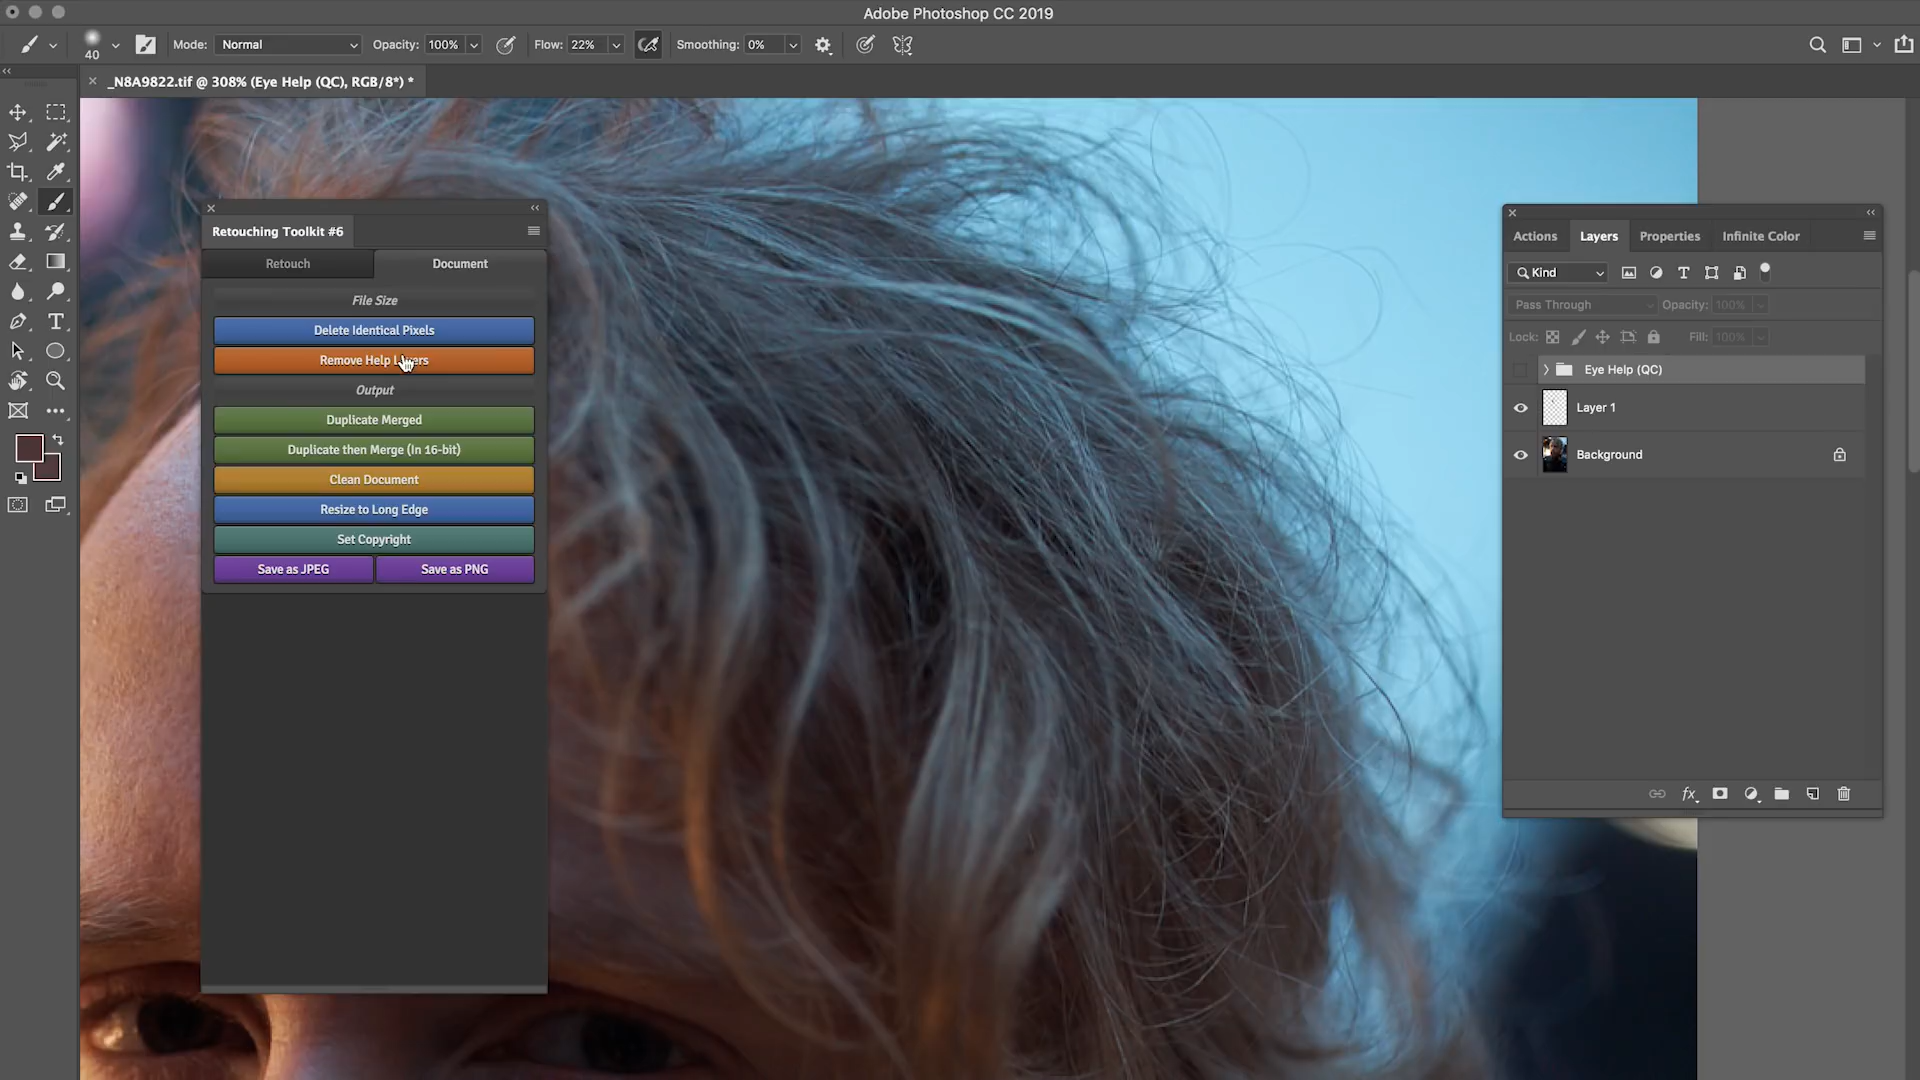 Adobe Photoshop CC 2019
40
Mode: Normal Opacity: 100% Flow: 22% Smoothing: 0%
_N8A9822.tif @ 308% (Eye Help (QC), RGB/8*) *
Retouching Toolkit #6
Retouch Document
File Size
Delete Identical Pixels
Remove Help Layers
Output
Duplicate Merged
Duplicate then Merge (In 16-bit)
Clean Document
Resize to Long Edge
Set Copyright
Save as JPEG Save as PNG
Actions Layers Properties Infinite Color
Kind
Pass Through Opacity: 100%
Lock: Fill: 100%
Eye Help (QC)
Layer 1
Background
fx